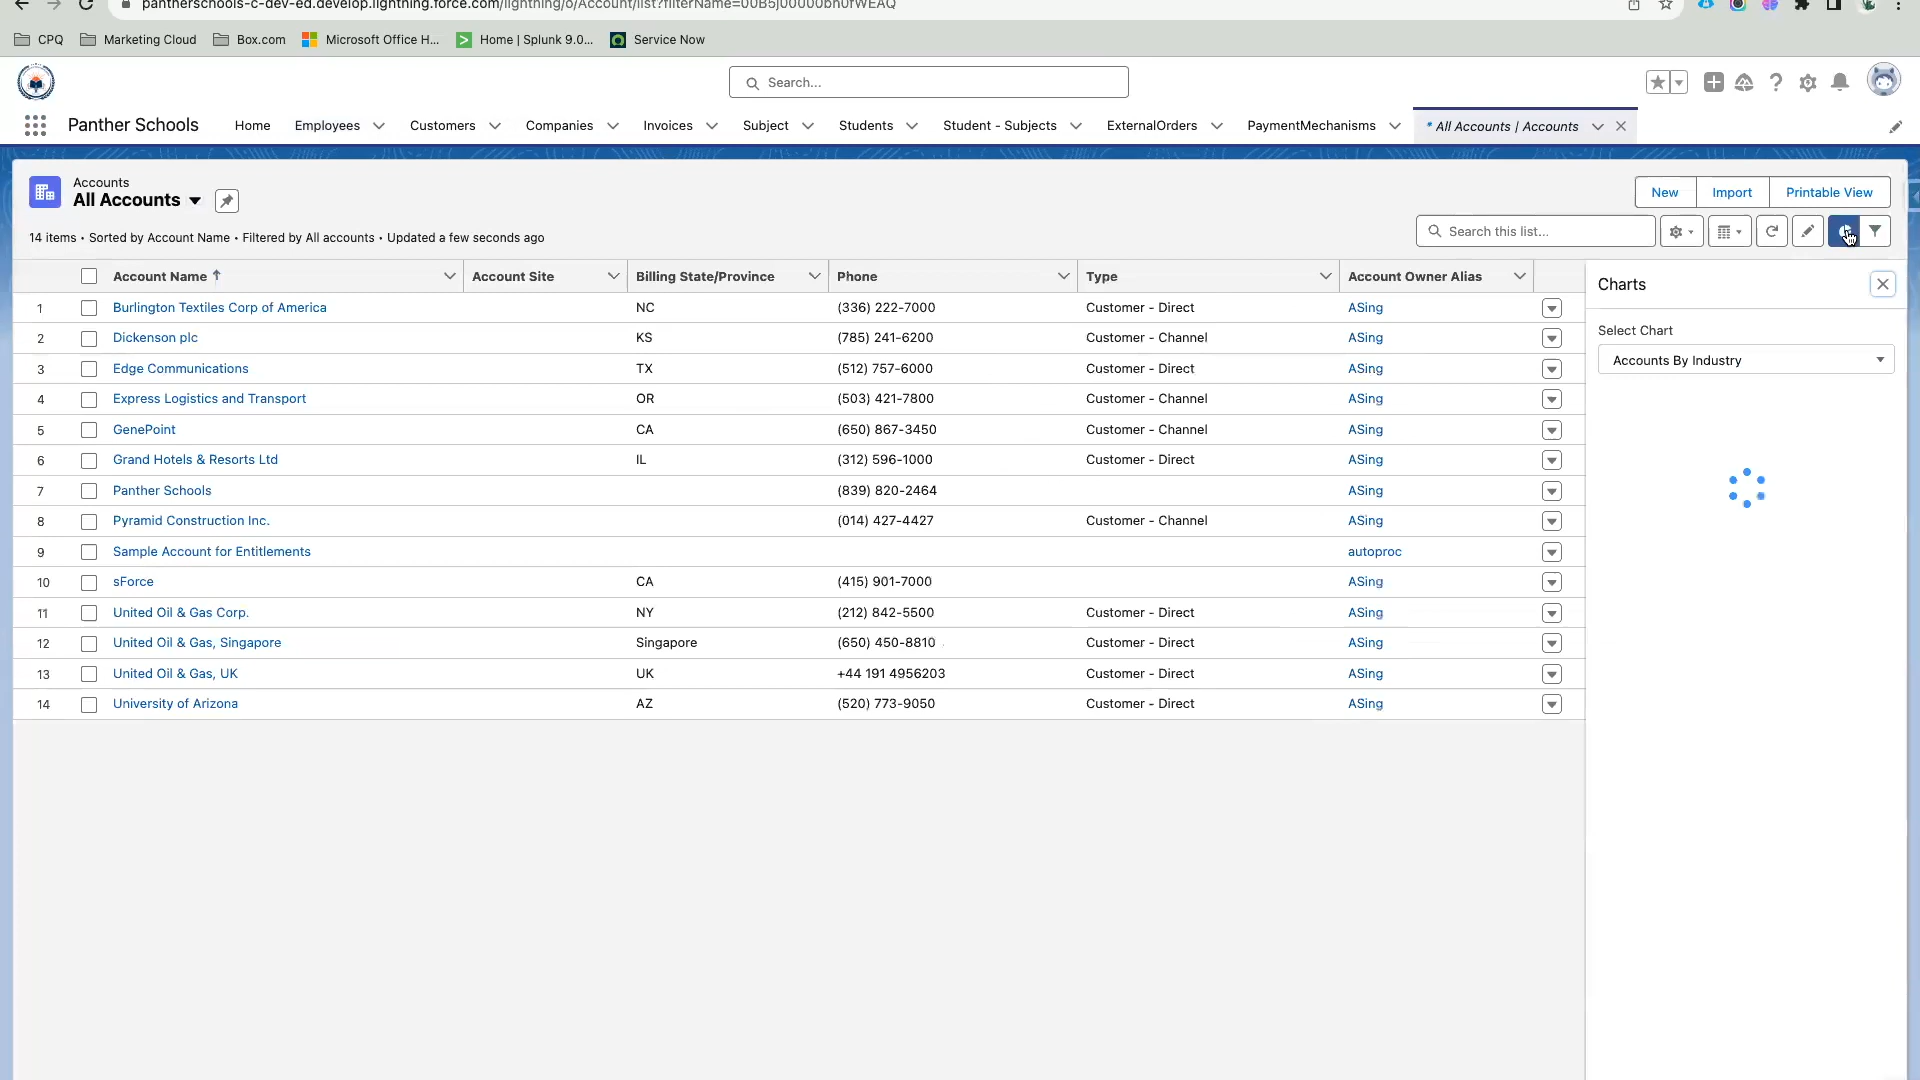 pantherschools-c-dev-ed.develop.lightning.force.com/lightning/o/Account/list?filterName=00B5j00000bh0fWEAQ
CPQ Marketing Cloud Box.com Microsoft Office H... Home | Splunk 9.0... Service Now
Search...
Panther Schools Home Employees Customers Companies Invoices Subject Students Student - Subjects ExternalOrders PaymentMechanisms * All Accounts | Accounts
Accounts
All Accounts
New Import Printable View
14 items • Sorted by Account Name • Filtered by All accounts • Updated a few seconds ago
Search this list...
Account Name Account Site Billing State/Province Phone Type Account Owner Alias
1 Burlington Textiles Corp of America NC (336) 222-7000 Customer - Direct ASing
2 Dickenson plc KS (785) 241-6200 Customer - Channel ASing
3 Edge Communications TX (512) 757-6000 Customer - Direct ASing
4 Express Logistics and Transport OR (503) 421-7800 Customer - Channel ASing
5 GenePoint CA (650) 867-3450 Customer - Channel ASing
6 Grand Hotels & Resorts Ltd IL (312) 596-1000 Customer - Direct ASing
7 Panther Schools (839) 820-2464 ASing
8 Pyramid Construction Inc. (014) 427-4427 Customer - Channel ASing
9 Sample Account for Entitlements autoproc
10 sForce CA (415) 901-7000 ASing
11 United Oil & Gas Corp. NY (212) 842-5500 Customer - Direct ASing
12 United Oil & Gas, Singapore Singapore (650) 450-8810 Customer - Direct ASing
13 United Oil & Gas, UK UK +44 191 4956203 Customer - Direct ASing
14 University of Arizona AZ (520) 773-9050 Customer - Direct ASing
Charts
Select Chart
Accounts By Industry